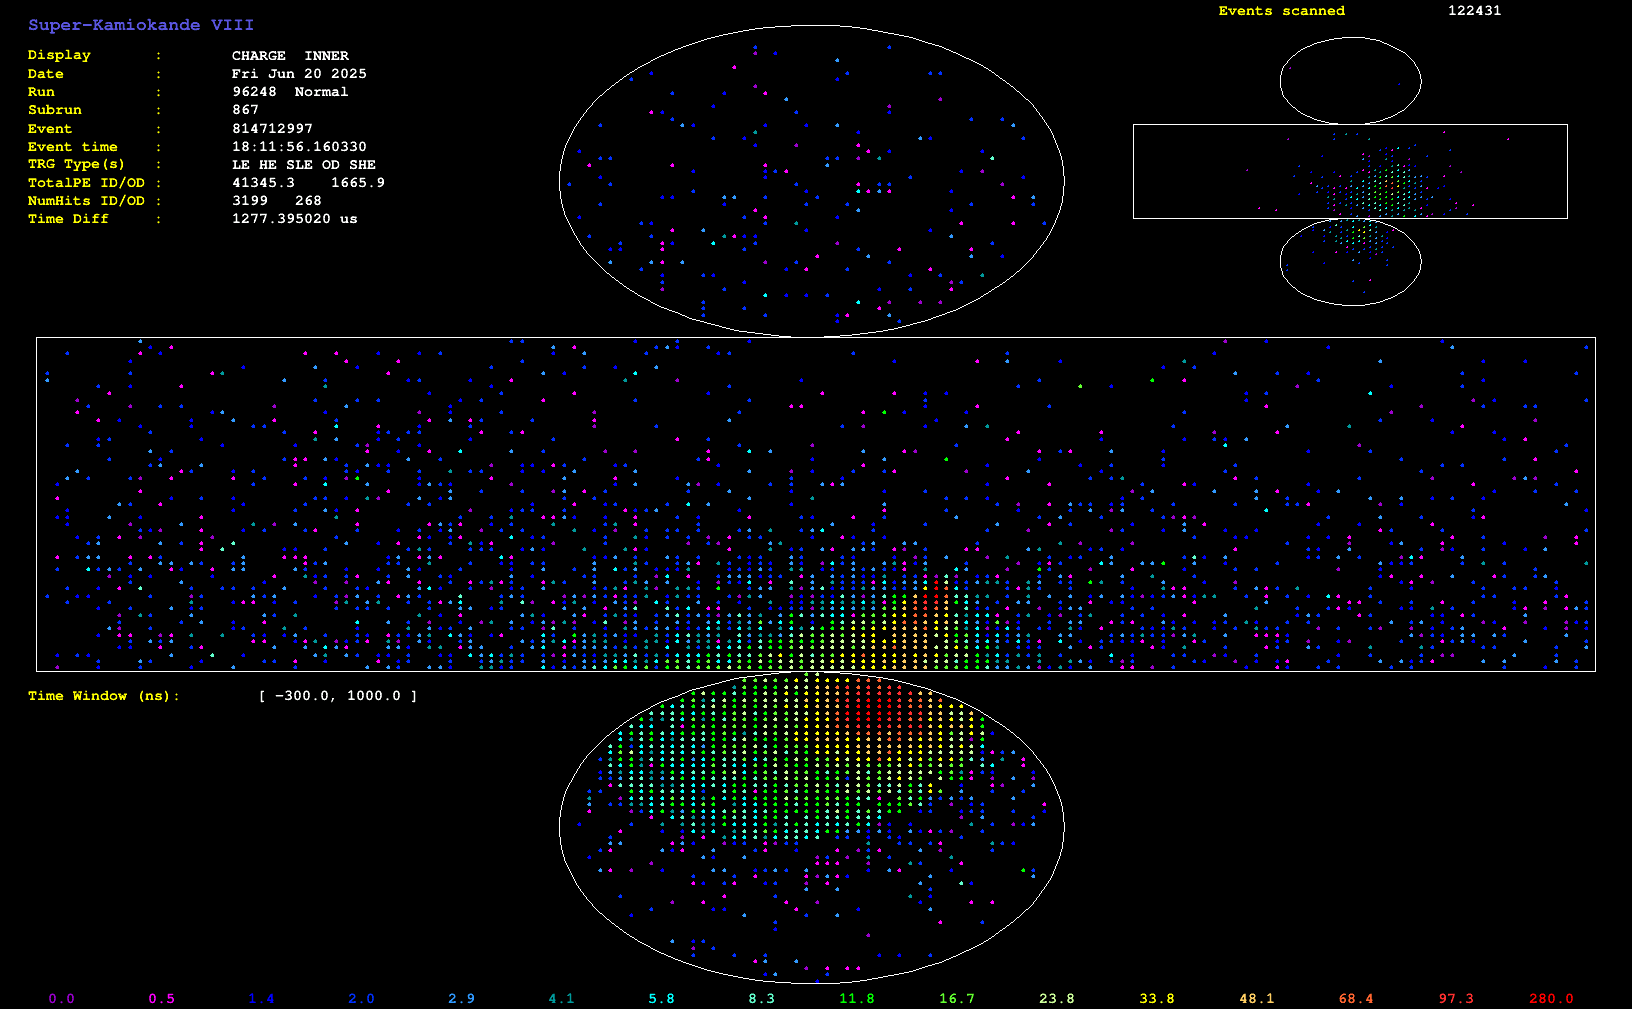 Super-Kamiokande VIII
Events scanned 122431
Display : CHARGE INNER
Date : Fri Jun 20 2025
Run : 96248 Normal
Subrun : 867
Event : 814712997
Event time : 18:11:56.160330
TRG Type(s) : LE HE SLE OD SHE
TotalPE ID/OD : 41345.3 1665.9
NumHits ID/OD : 3199 268
Time Diff : 1277.395020 us
Time Window (ns): [ −300.0, 1000.0 ]
0.0 0.5 1.4 2.0 2.9 4.1 5.8 8.3 11.8 16.7 23.8 33.8 48.1 68.4 97.3 280.0